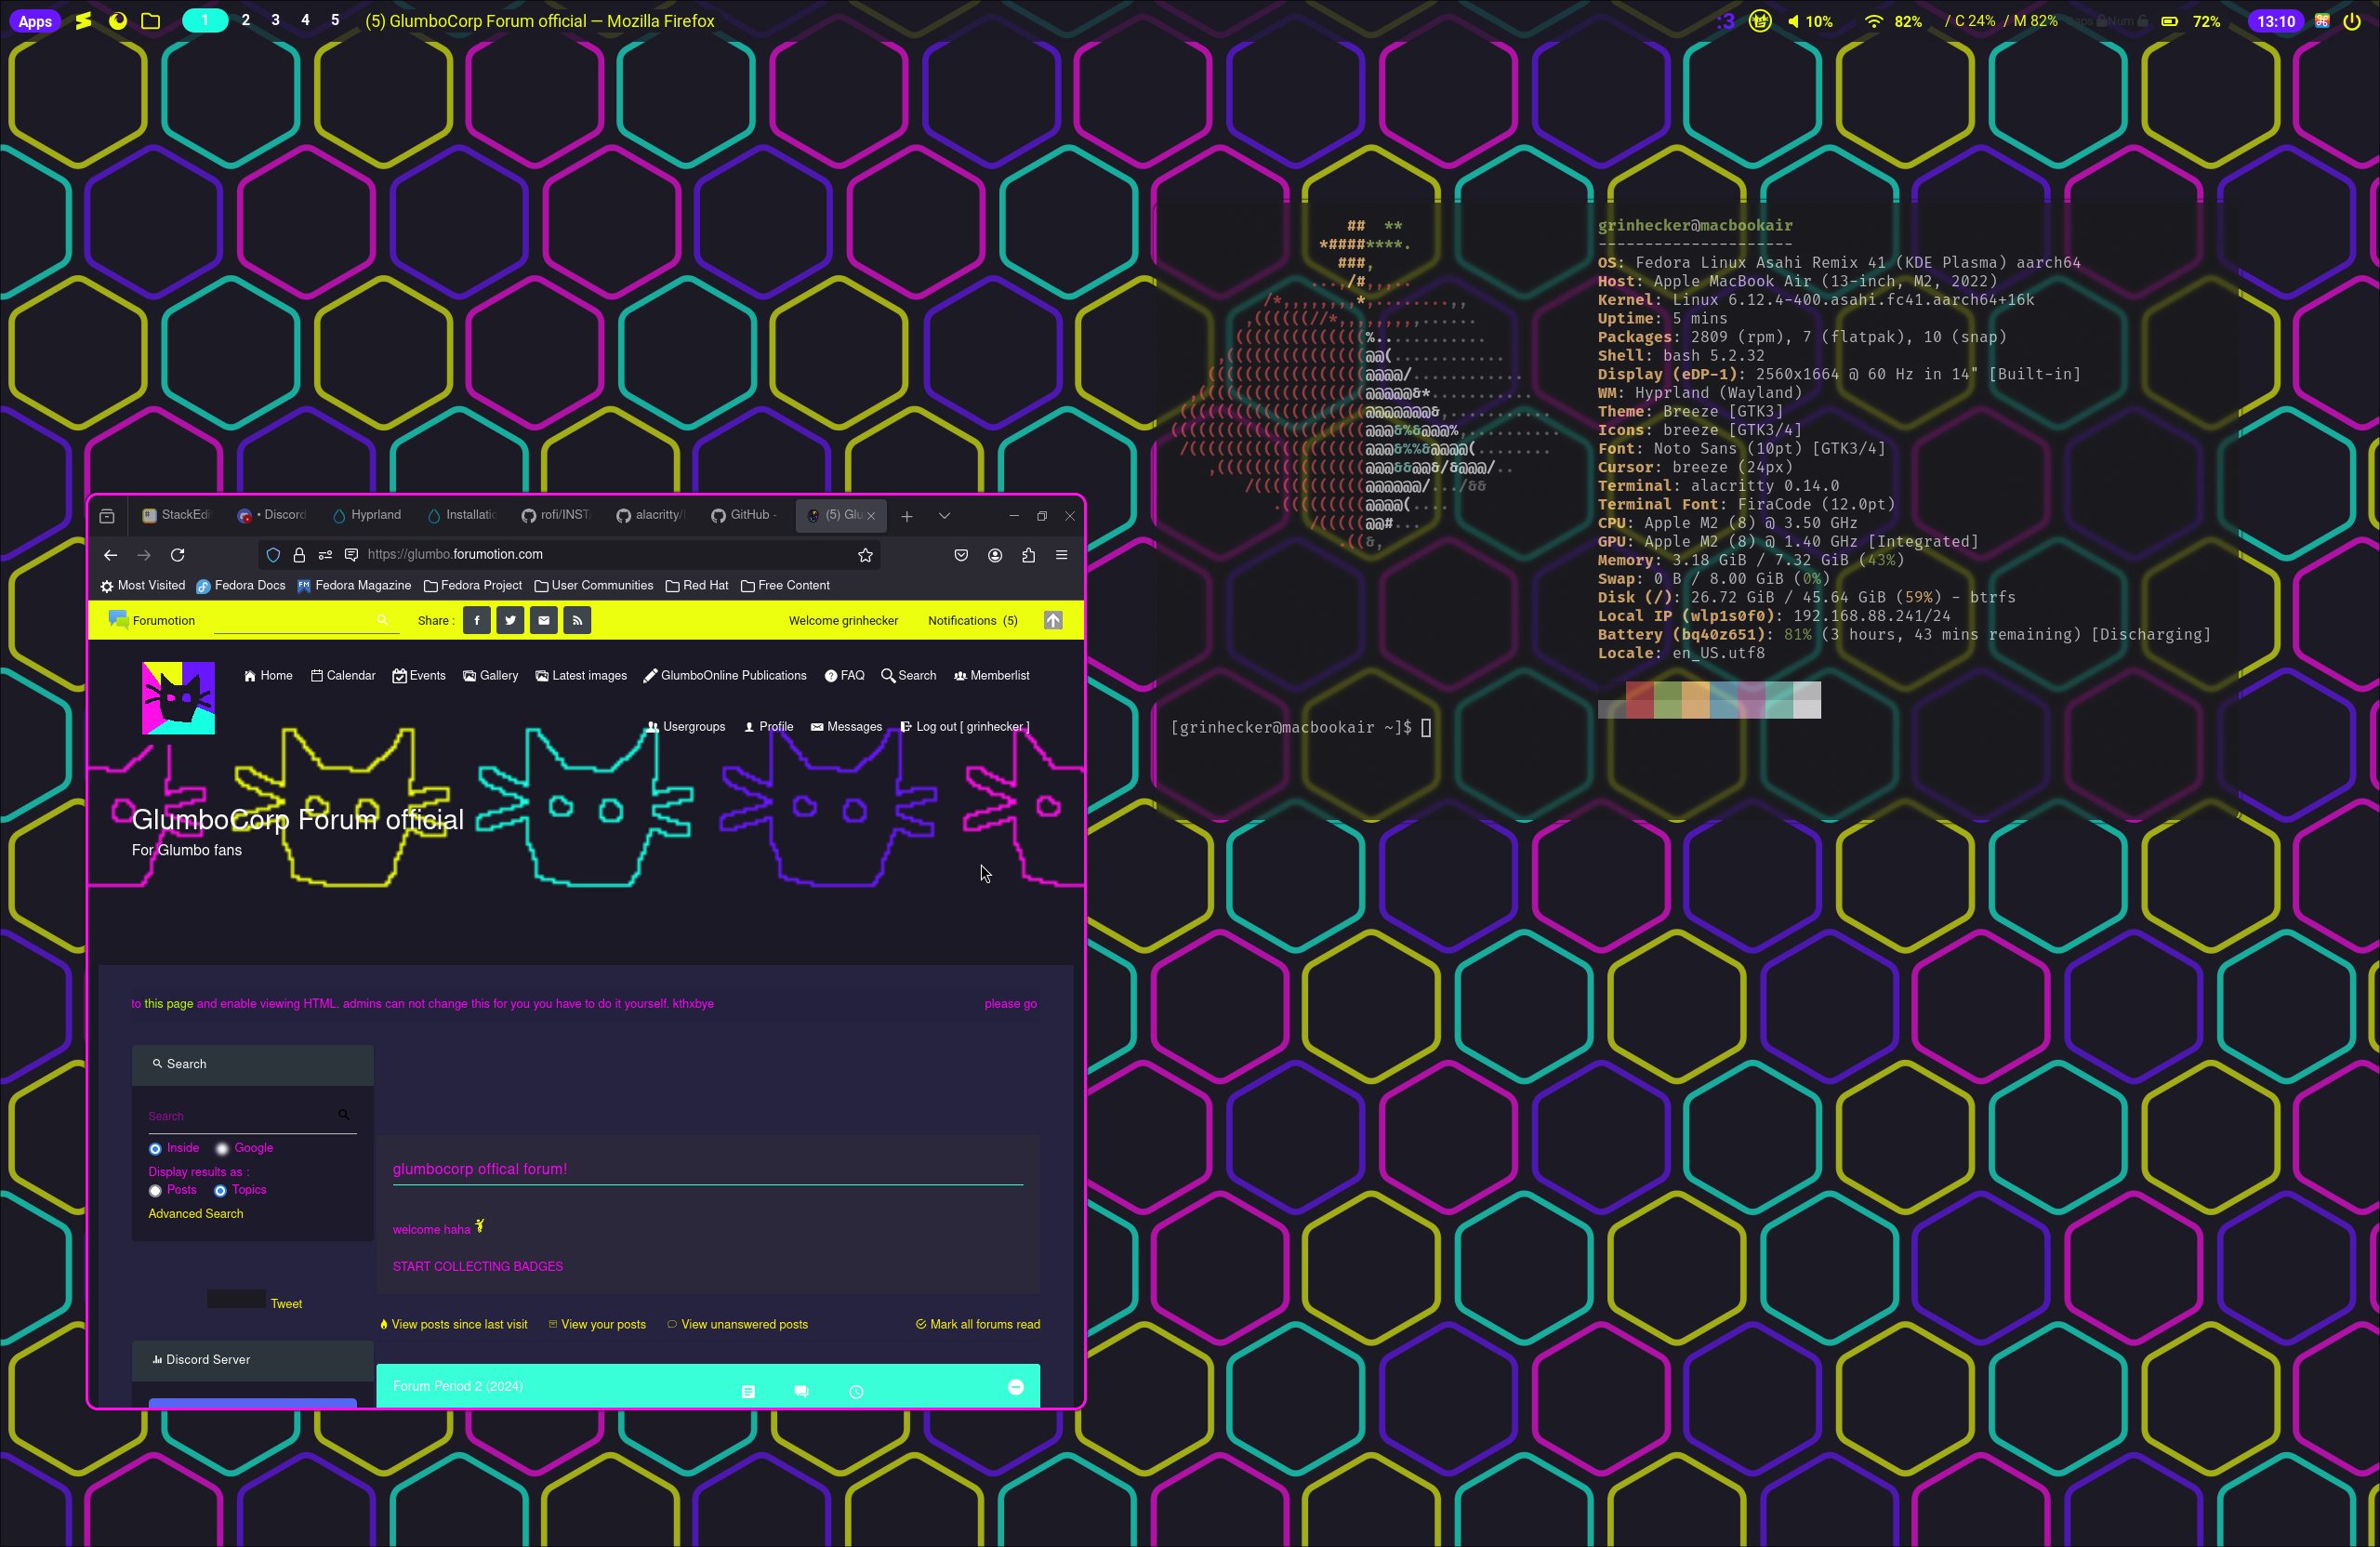 Apps 1 2 3 4 5 (5) GlumboCorp Forum official — Mozilla Firefox :3 10% 82% / C 24% / M 82% Num 72% 13:10
grinhecker@macbookair
---------------------
OS: Fedora Linux Asahi Remix 41 (KDE Plasma) aarch64
Host: Apple MacBook Air (13-inch, M2, 2022)
Kernel: Linux 6.12.4-400.asahi.fc41.aarch64+16k
Uptime: 5 mins
Packages: 2809 (rpm), 7 (flatpak), 10 (snap)
Shell: bash 5.2.32
Display (eDP-1): 2560x1664 @ 60 Hz in 14" [Built-in]
WM: Hyprland (Wayland)
Theme: Breeze [GTK3]
Icons: breeze [GTK3/4]
Font: Noto Sans (10pt) [GTK3/4]
Cursor: breeze (24px)
Terminal: alacritty 0.14.0
Terminal Font: FiraCode (12.0pt)
CPU: Apple M2 (8) @ 3.50 GHz
GPU: Apple M2 (8) @ 1.40 GHz [Integrated]
Memory: 3.18 GiB / 7.32 GiB (43%)
Swap: 0 B / 8.00 GiB (0%)
Disk (/): 26.72 GiB / 45.64 GiB (59%) - btrfs
Local IP (wlp1s0f0): 192.168.88.241/24
Battery (bq40z651): 81% (3 hours, 43 mins remaining) [Discharging]
Locale: en_US.utf8
[grinhecker@macbookair ~]$
StackEdi • Discord Hyprland Installatic rofi/INST alacritty/ GitHub - (5) Glu
https://glumbo.forumotion.com
Most Visited Fedora Docs Fedora Magazine Fedora Project User Communities Red Hat Free Content
Forumotion Share : Welcome grinhecker Notifications (5)
Home Calendar Events Gallery Latest images GlumboOnline Publications FAQ Search Memberlist
Usergroups Profile Messages Log out [ grinhecker ]
GlumboCorp Forum official
For Glumbo fans
to this page and enable viewing HTML. admins can not change this for you you have to do it yourself. kthxbye please go
Search
Search
Inside Google
Display results as :
Posts Topics
Advanced Search
glumbocorp offical forum!
welcome haha
START COLLECTING BADGES
Tweet
View posts since last visit View your posts View unanswered posts Mark all forums read
Discord Server
Forum Period 2 (2024)